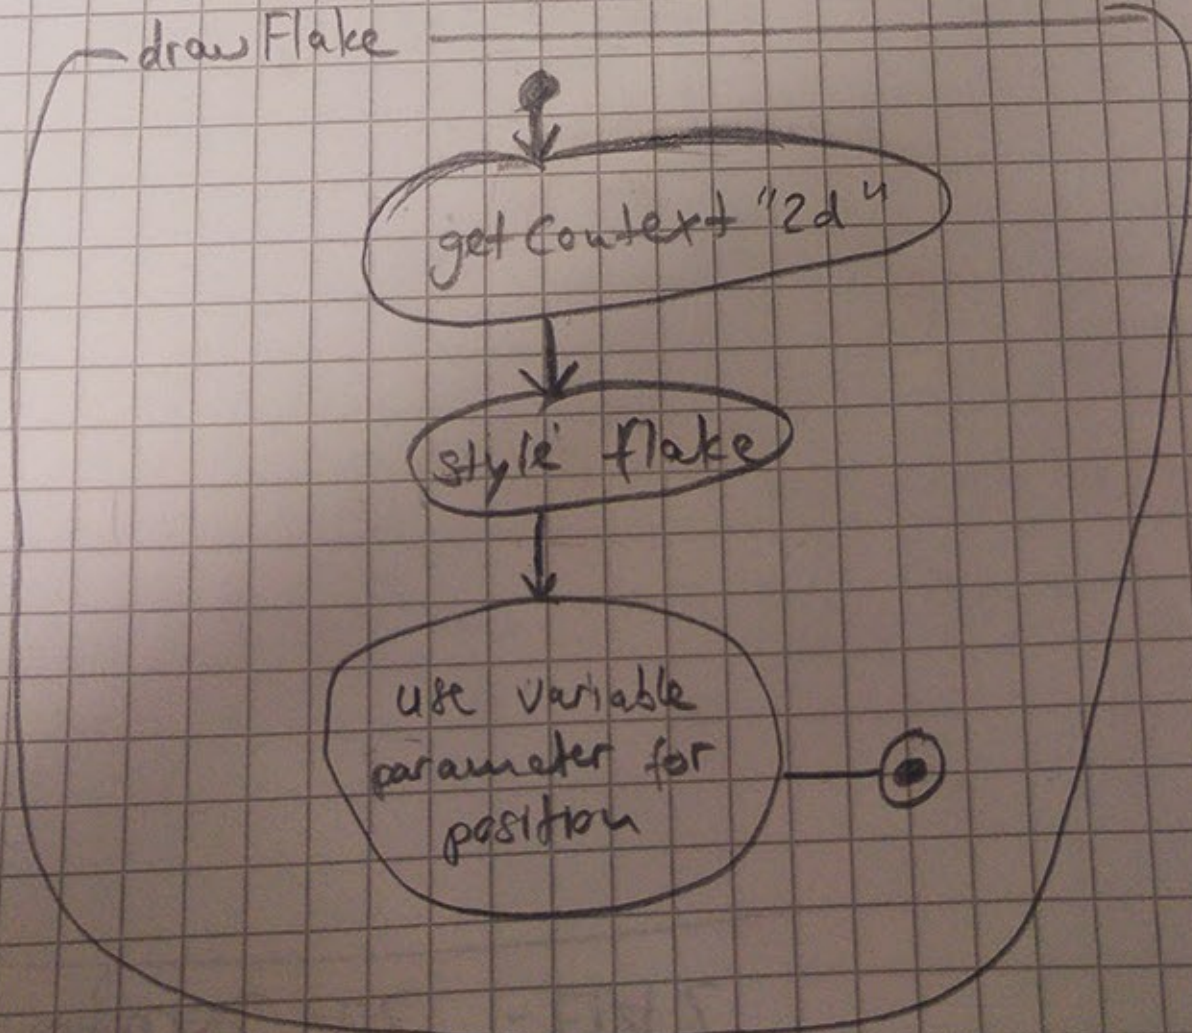 drawFlake
getContext "2d"
style flake
use variable
parameter for
position